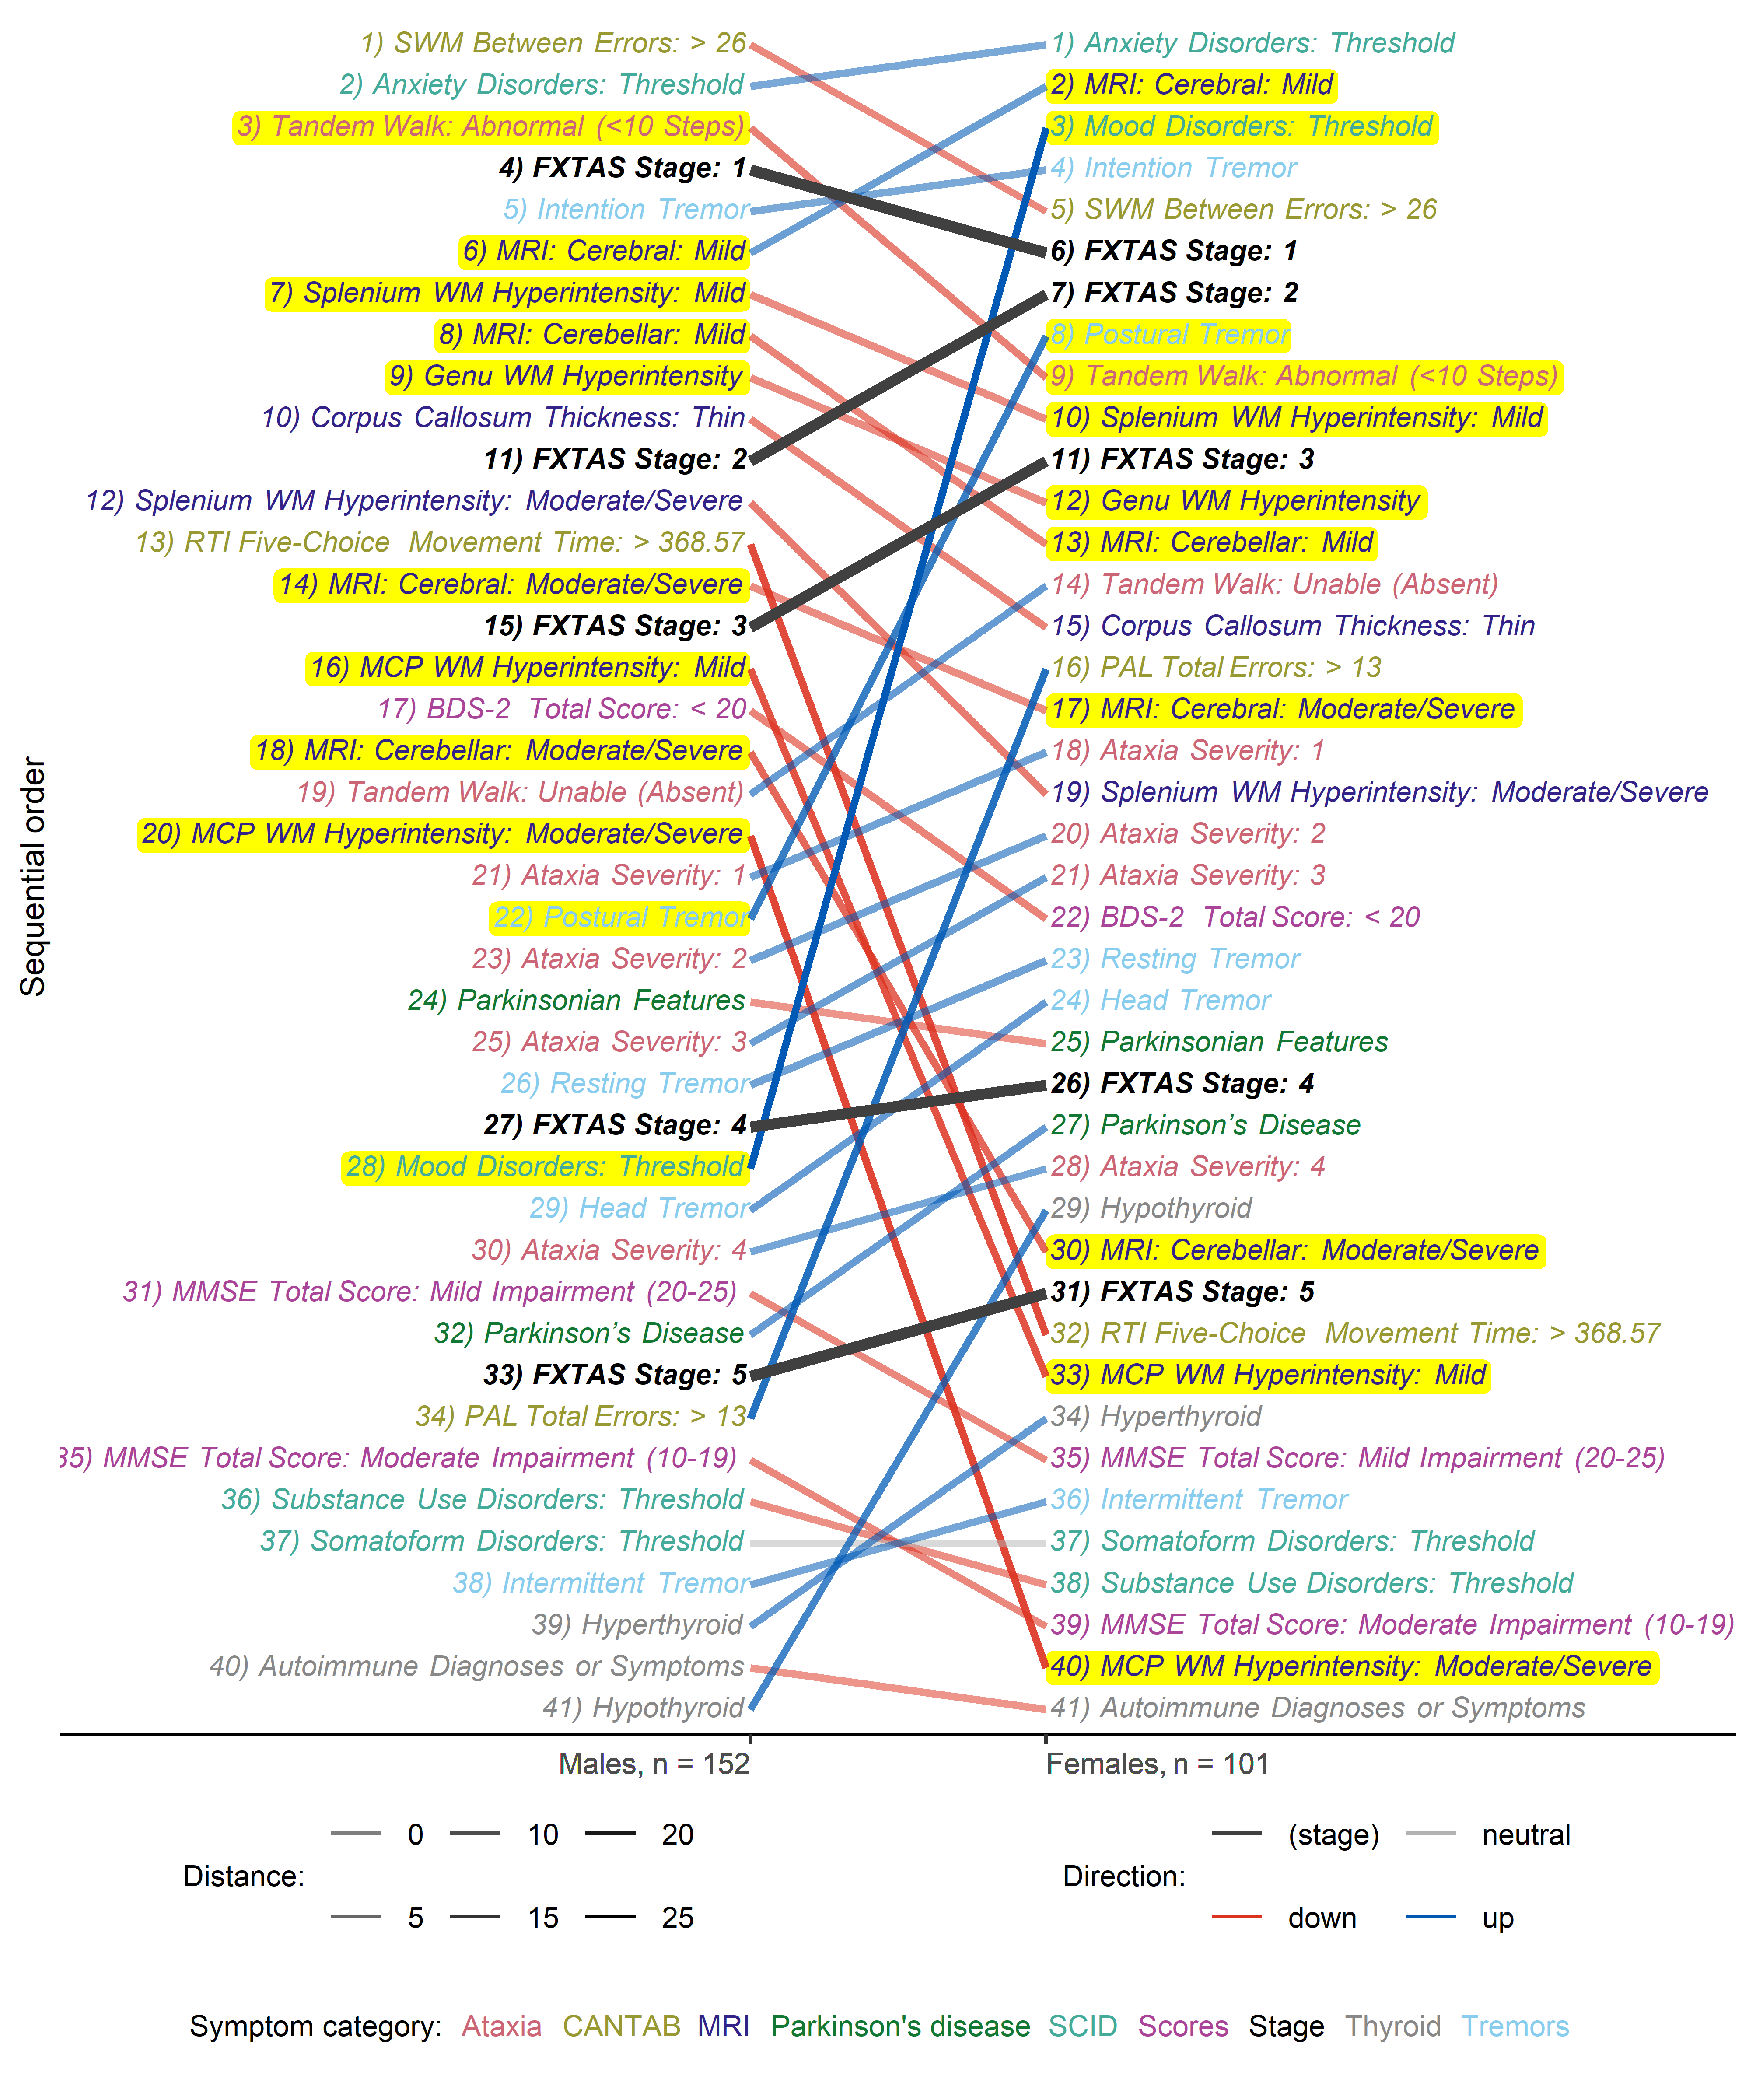 Sequential order
1) SWM Between Errors: > 26
2) Anxiety Disorders: Threshold
3) Tandem Walk: Abnormal (<10 Steps)
4) FXTAS Stage: 1
5) Intention Tremor
6) MRI: Cerebral: Mild
7) Splenium WM Hyperintensity: Mild
8) MRI: Cerebellar: Mild
9) Genu WM Hyperintensity
10) Corpus Callosum Thickness: Thin
11) FXTAS Stage: 2
12) Splenium WM Hyperintensity: Moderate/Severe
13) RTI Five-Choice Movement Time: > 368.57
14) MRI: Cerebral: Moderate/Severe
15) FXTAS Stage: 3
16) MCP WM Hyperintensity: Mild
17) BDS-2 Total Score: < 20
18) MRI: Cerebellar: Moderate/Severe
19) Tandem Walk: Unable (Absent)
20) MCP WM Hyperintensity: Moderate/Severe
21) Ataxia Severity: 1
22) Postural Tremor
23) Ataxia Severity: 2
24) Parkinsonian Features
25) Ataxia Severity: 3
26) Resting Tremor
27) FXTAS Stage: 4
28) Mood Disorders: Threshold
29) Head Tremor
30) Ataxia Severity: 4
31) MMSE Total Score: Mild Impairment (20-25)
32) Parkinson's Disease
33) FXTAS Stage: 5
34) PAL Total Errors: > 13
35) MMSE Total Score: Moderate Impairment (10-19)
36) Substance Use Disorders: Threshold
37) Somatoform Disorders: Threshold
38) Intermittent Tremor
39) Hyperthyroid
40) Autoimmune Diagnoses or Symptoms
41) Hypothyroid
1) Anxiety Disorders: Threshold
2) MRI: Cerebral: Mild
3) Mood Disorders: Threshold
4) Intention Tremor
5) SWM Between Errors: > 26
6) FXTAS Stage: 1
7) FXTAS Stage: 2
8) Postural Tremor
9) Tandem Walk: Abnormal (<10 Steps)
10) Splenium WM Hyperintensity: Mild
11) FXTAS Stage: 3
12) Genu WM Hyperintensity
13) MRI: Cerebellar: Mild
14) Tandem Walk: Unable (Absent)
15) Corpus Callosum Thickness: Thin
16) PAL Total Errors: > 13
17) MRI: Cerebral: Moderate/Severe
18) Ataxia Severity: 1
19) Splenium WM Hyperintensity: Moderate/Severe
20) Ataxia Severity: 2
21) Ataxia Severity: 3
22) BDS-2 Total Score: < 20
23) Resting Tremor
24) Head Tremor
25) Parkinsonian Features
26) FXTAS Stage: 4
27) Parkinson's Disease
28) Ataxia Severity: 4
29) Hypothyroid
30) MRI: Cerebellar: Moderate/Severe
31) FXTAS Stage: 5
32) RTI Five-Choice Movement Time: > 368.57
33) MCP WM Hyperintensity: Mild
34) Hyperthyroid
35) MMSE Total Score: Mild Impairment (20-25)
36) Intermittent Tremor
37) Somatoform Disorders: Threshold
38) Substance Use Disorders: Threshold
39) MMSE Total Score: Moderate Impairment (10-19)
40) MCP WM Hyperintensity: Moderate/Severe
41) Autoimmune Diagnoses or Symptoms
Males, n = 152
Females, n = 101
Distance:
0 10 20
5 15 25
Direction:
(stage) neutral
down up
Symptom category: Ataxia CANTAB MRI Parkinson's disease SCID Scores Stage Thyroid Tremors